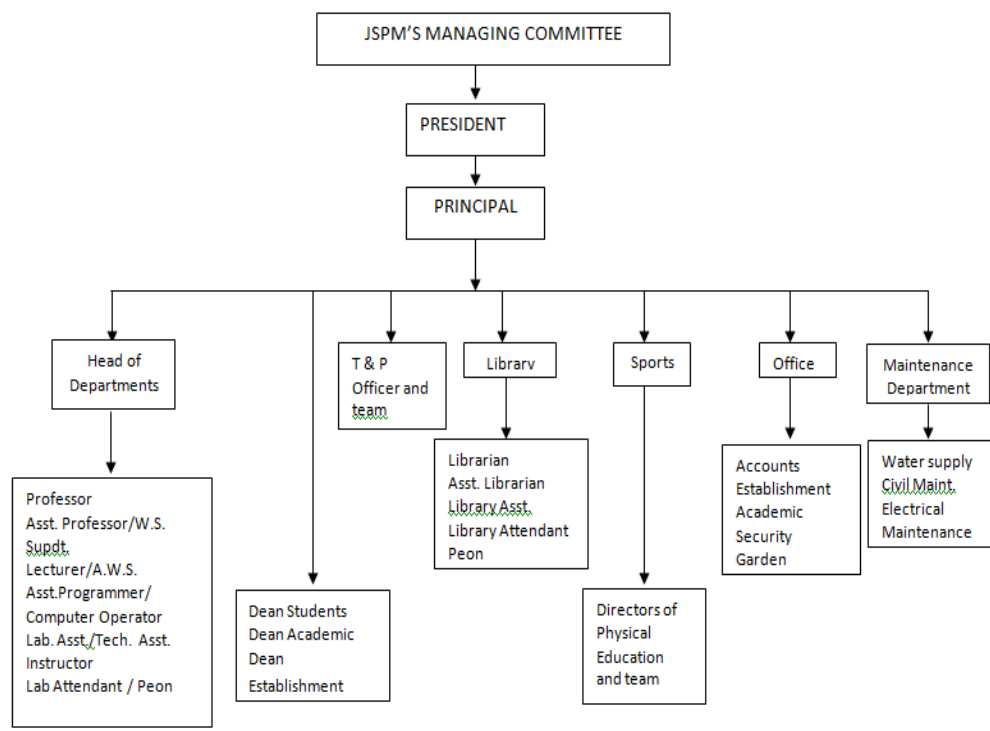 JSPM'S MANAGING COMMITTEE
PRESIDENT
PRINCIPAL
Head of
Departments
T & P
Officer and
team
Library
Sports
Office
Maintenance
Department
Professor
Asst. Professor/W.S.
Supdt.
Lecturer/A.W.S.
Asst.Programmer/
Computer Operator
Lab. Asst./Tech. Asst.
Instructor
Lab Attendant / Peon
Dean Students
Dean Academic
Dean
Establishment
Librarian
Asst. Librarian
Library Asst.
Library Attendant
Peon
Directors of
Physical
Education
and team
Accounts
Establishment
Academic
Security
Garden
Water supply
Civil Maint.
Electrical
Maintenance